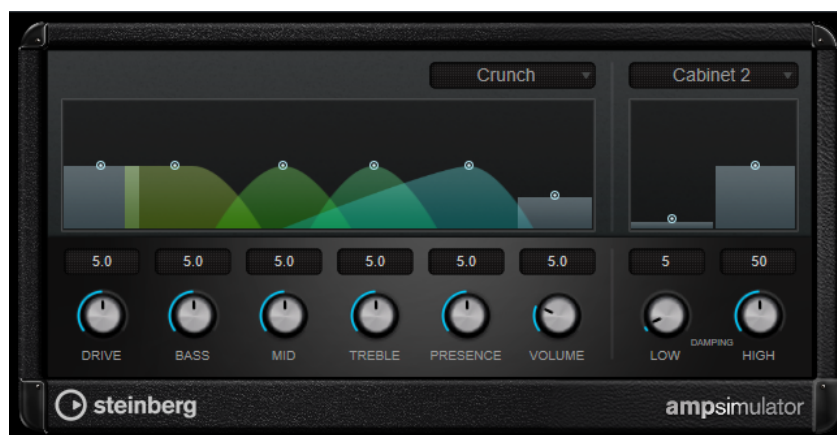 Crunch
Cabinet 2
5.0 5.0 5.0 5.0 5.0 5.0 5 50
DRIVE BASS MID TREBLE PRESENCE VOLUME LOW DAMPING HIGH
steinberg
ampsimulator